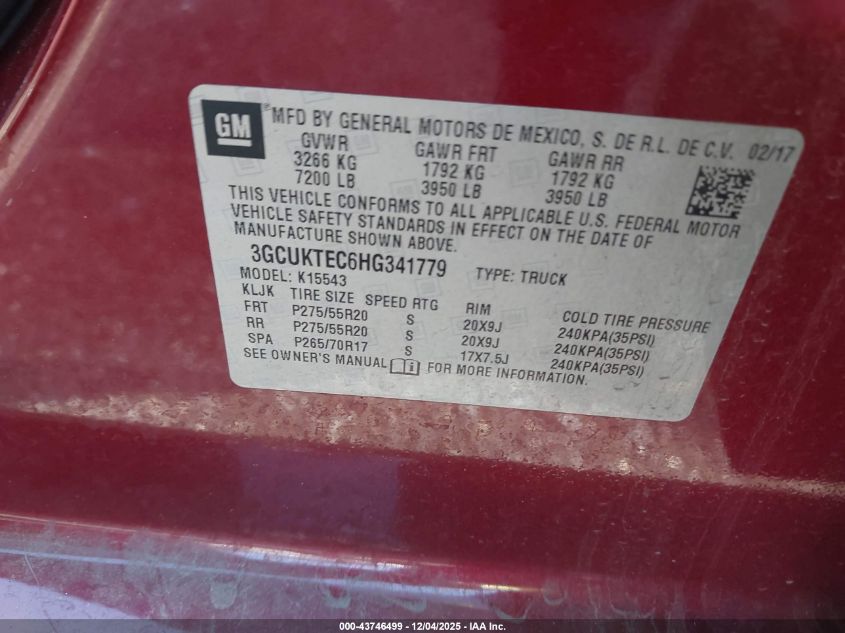 GM
® MFD BY GENERAL MOTORS DE MEXICO, S. DE R.L. DE C.V. 02/17
GVWR GAWR FRT GAWR RR
3266 KG 1792 KG 1792 KG
7200 LB 3950 LB 3950 LB
THIS VEHICLE CONFORMS TO ALL APPLICABLE U.S. FEDERAL MOTOR
VEHICLE SAFETY STANDARDS IN EFFECT ON THE DATE OF
MANUFACTURE SHOWN ABOVE.
3GCUKTEC6HG341779 TYPE: TRUCK
MODEL: K15543
KLJK TIRE SIZE SPEED RTG RIM COLD TIRE PRESSURE
FRT P275/55R20 S 20X9J 240KPA(35PSI)
RR P275/55R20 S 20X9J 240KPA(35PSI)
SPA P265/70R17 S 17X7.5J 240KPA(35PSI)
SEE OWNER'S MANUAL i FOR MORE INFORMATION.
000-43746499 - 12/04/2025 - IAA Inc.